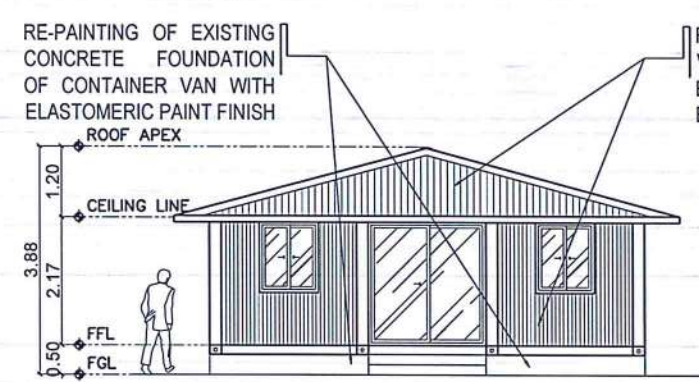 RE-PAINTING OF EXISTING
CONCRETE FOUNDATION
OF CONTAINER VAN WITH
ELASTOMERIC PAINT FINISH
ROOF APEX
1.20
CEILING LINE
3.88
2.17
FFL
0.50
FGL